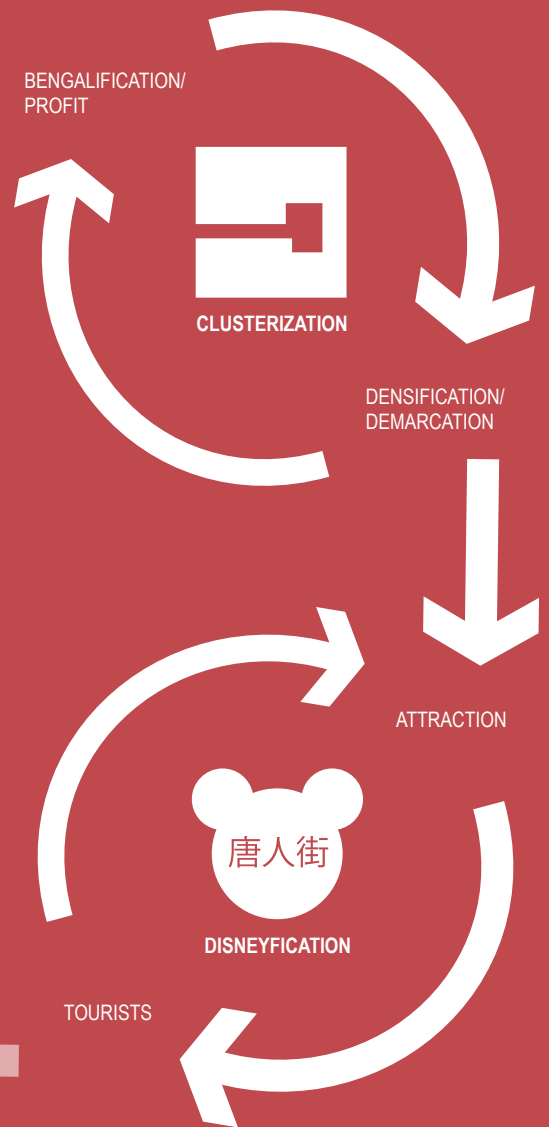 BENGALIFICATION/
PROFIT
CLUSTERIZATION
DENSIFICATION/
DEMARCATION
ATTRACTION
唐人街
DISNEYFICATION
TOURISTS